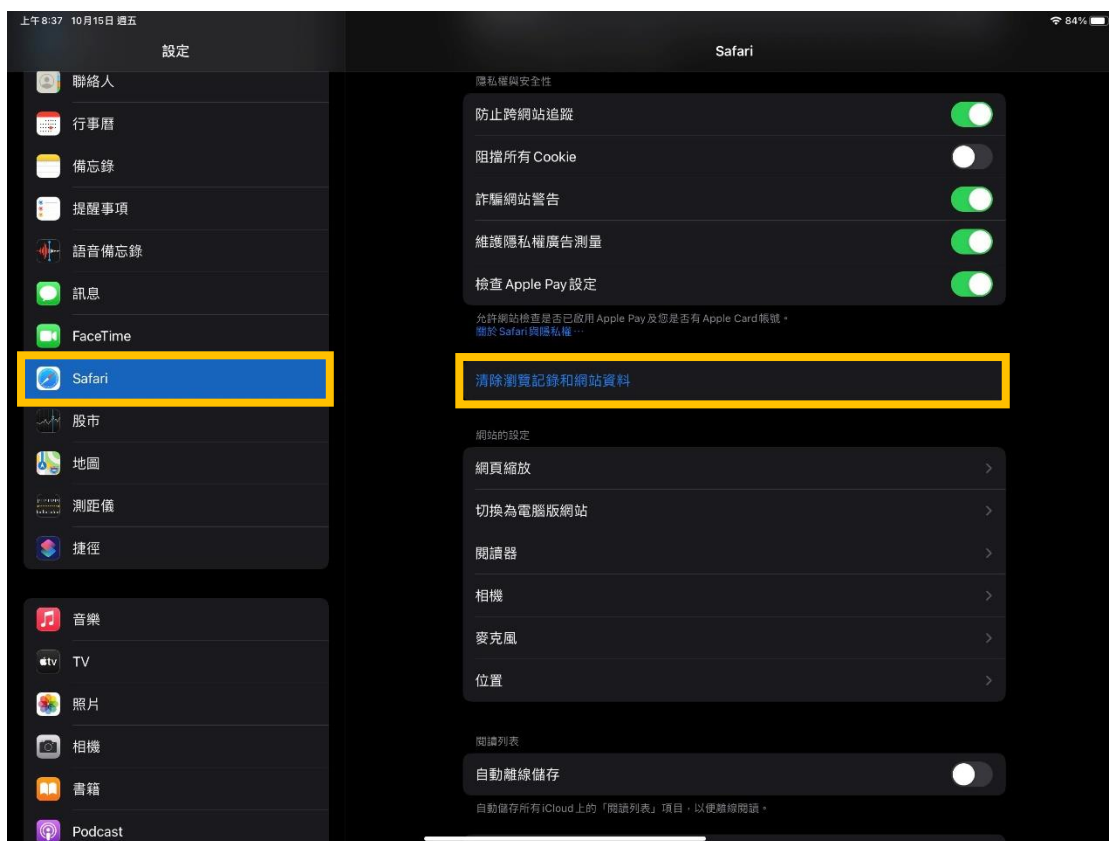 上午8:37 10月15日 週五
84%
設定
聯絡人
行事曆
備忘錄
提醒事項
語音備忘錄
訊息
FaceTime
Safari
股市
地圖
測距儀
捷徑
音樂
tv TV
照片
相機
書籍
Podcast
Safari
隱私權與安全性
防止跨網站追蹤
阻擋所有 Cookie
詐騙網站警告
維護隱私權廣告測量
檢查 Apple Pay 設定
允許網站檢查是否已啟用 Apple Pay 及您是否有 Apple Card 帳號。
關於 Safari 與隱私權⋯
清除瀏覽記錄和網站資料
網站的設定
網頁縮放
切換為電腦版網站
閱讀器
相機
麥克風
位置
閱讀列表
自動離線儲存
自動儲存所有 iCloud 上的「閱讀列表」項目，以便離線閱讀。